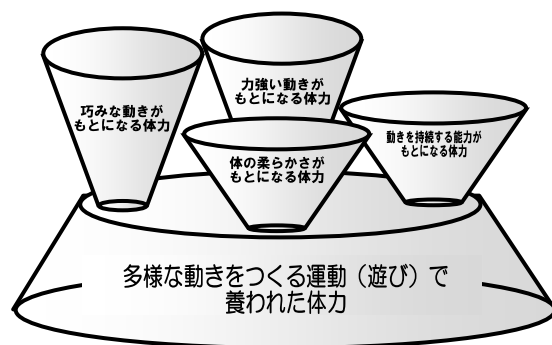 巧みな動きが
もとになる体力
力強い動きが
もとになる体力
動きを持続する能力が
もとになる体力
体の柔らかさが
もとになる体力
多様な動きをつくる運動（遊び）で
養われた体力